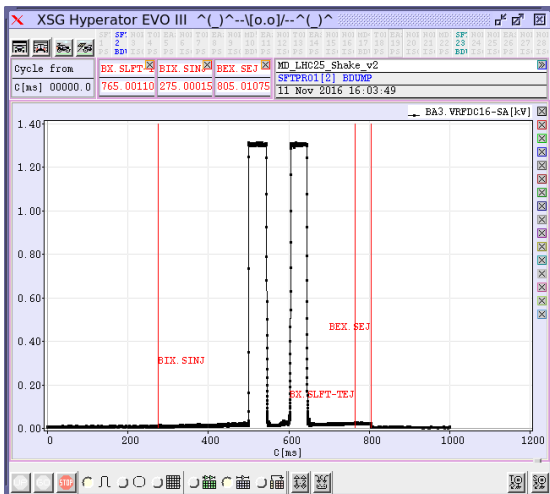 XSG Hyperator EVO III ^(_)^--\[o.o]/--^(_)^
Cycle from
BX.SLFT-T
BIX.SINJ
BEX.SEJ
MD_LHC25_Shake_v2
SFTPRO1[2] BDUMP
C[ms] 00000.0
765.00110
275.00015
805.01075
11 Nov 2016 16:03:49
BA3.VRFDC16-SA[kV]
1.40
1.20
1.00
0.80
0.60
BEX.SEJ
0.40
BIX.SINJ
0.20
BX.SLFT-TEJ
0.00
0 200 400 600 800 1000 1200
C[ms]
STOP